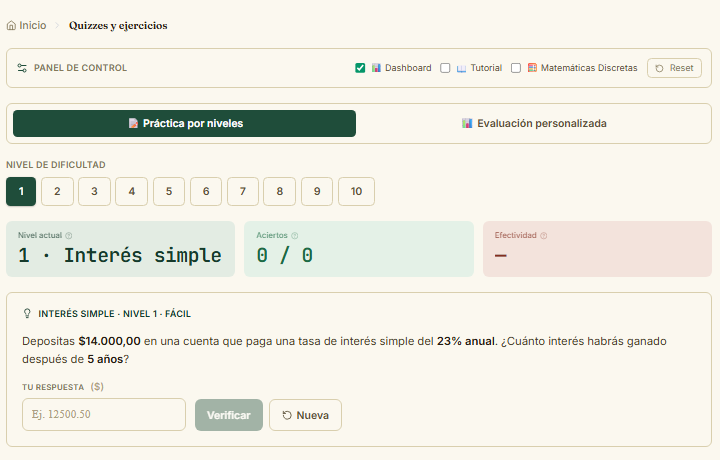 Inicio > Quizzes y ejercicios
PANEL DE CONTROL Dashboard Tutorial Matemáticas Discretas Reset
Práctica por niveles Evaluación personalizada
NIVEL DE DIFICULTAD
1 2 3 4 5 6 7 8 9 10
Nivel actual Aciertos Efectividad
1 · Interés simple 0 / 0 —
INTERÉS SIMPLE · NIVEL 1 · FÁCIL
Depositas $14.000,00 en una cuenta que paga una tasa de interés simple del 23% anual. ¿Cuánto interés habrás ganado
después de 5 años?
TU RESPUESTA ($)
Ej. 12500.50 Verificar Nueva